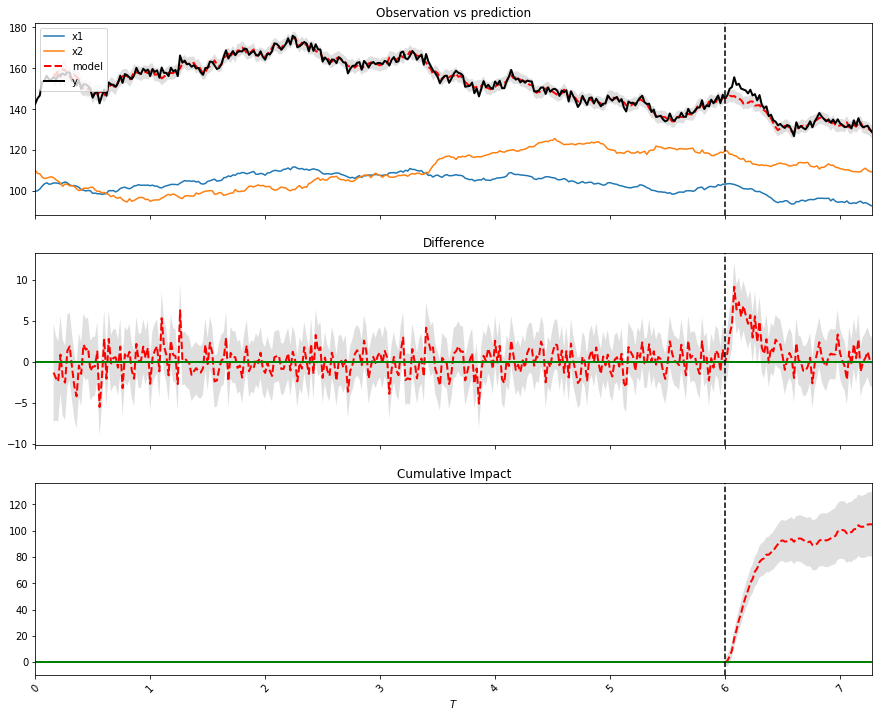 Observation vs prediction
180
160
140
120
100
x1
x2
model
y
Difference
10
5
0
−5
−10
Cumulative Impact
120
100
80
60
40
20
0
0 1 2 3 4 5 6 7
T